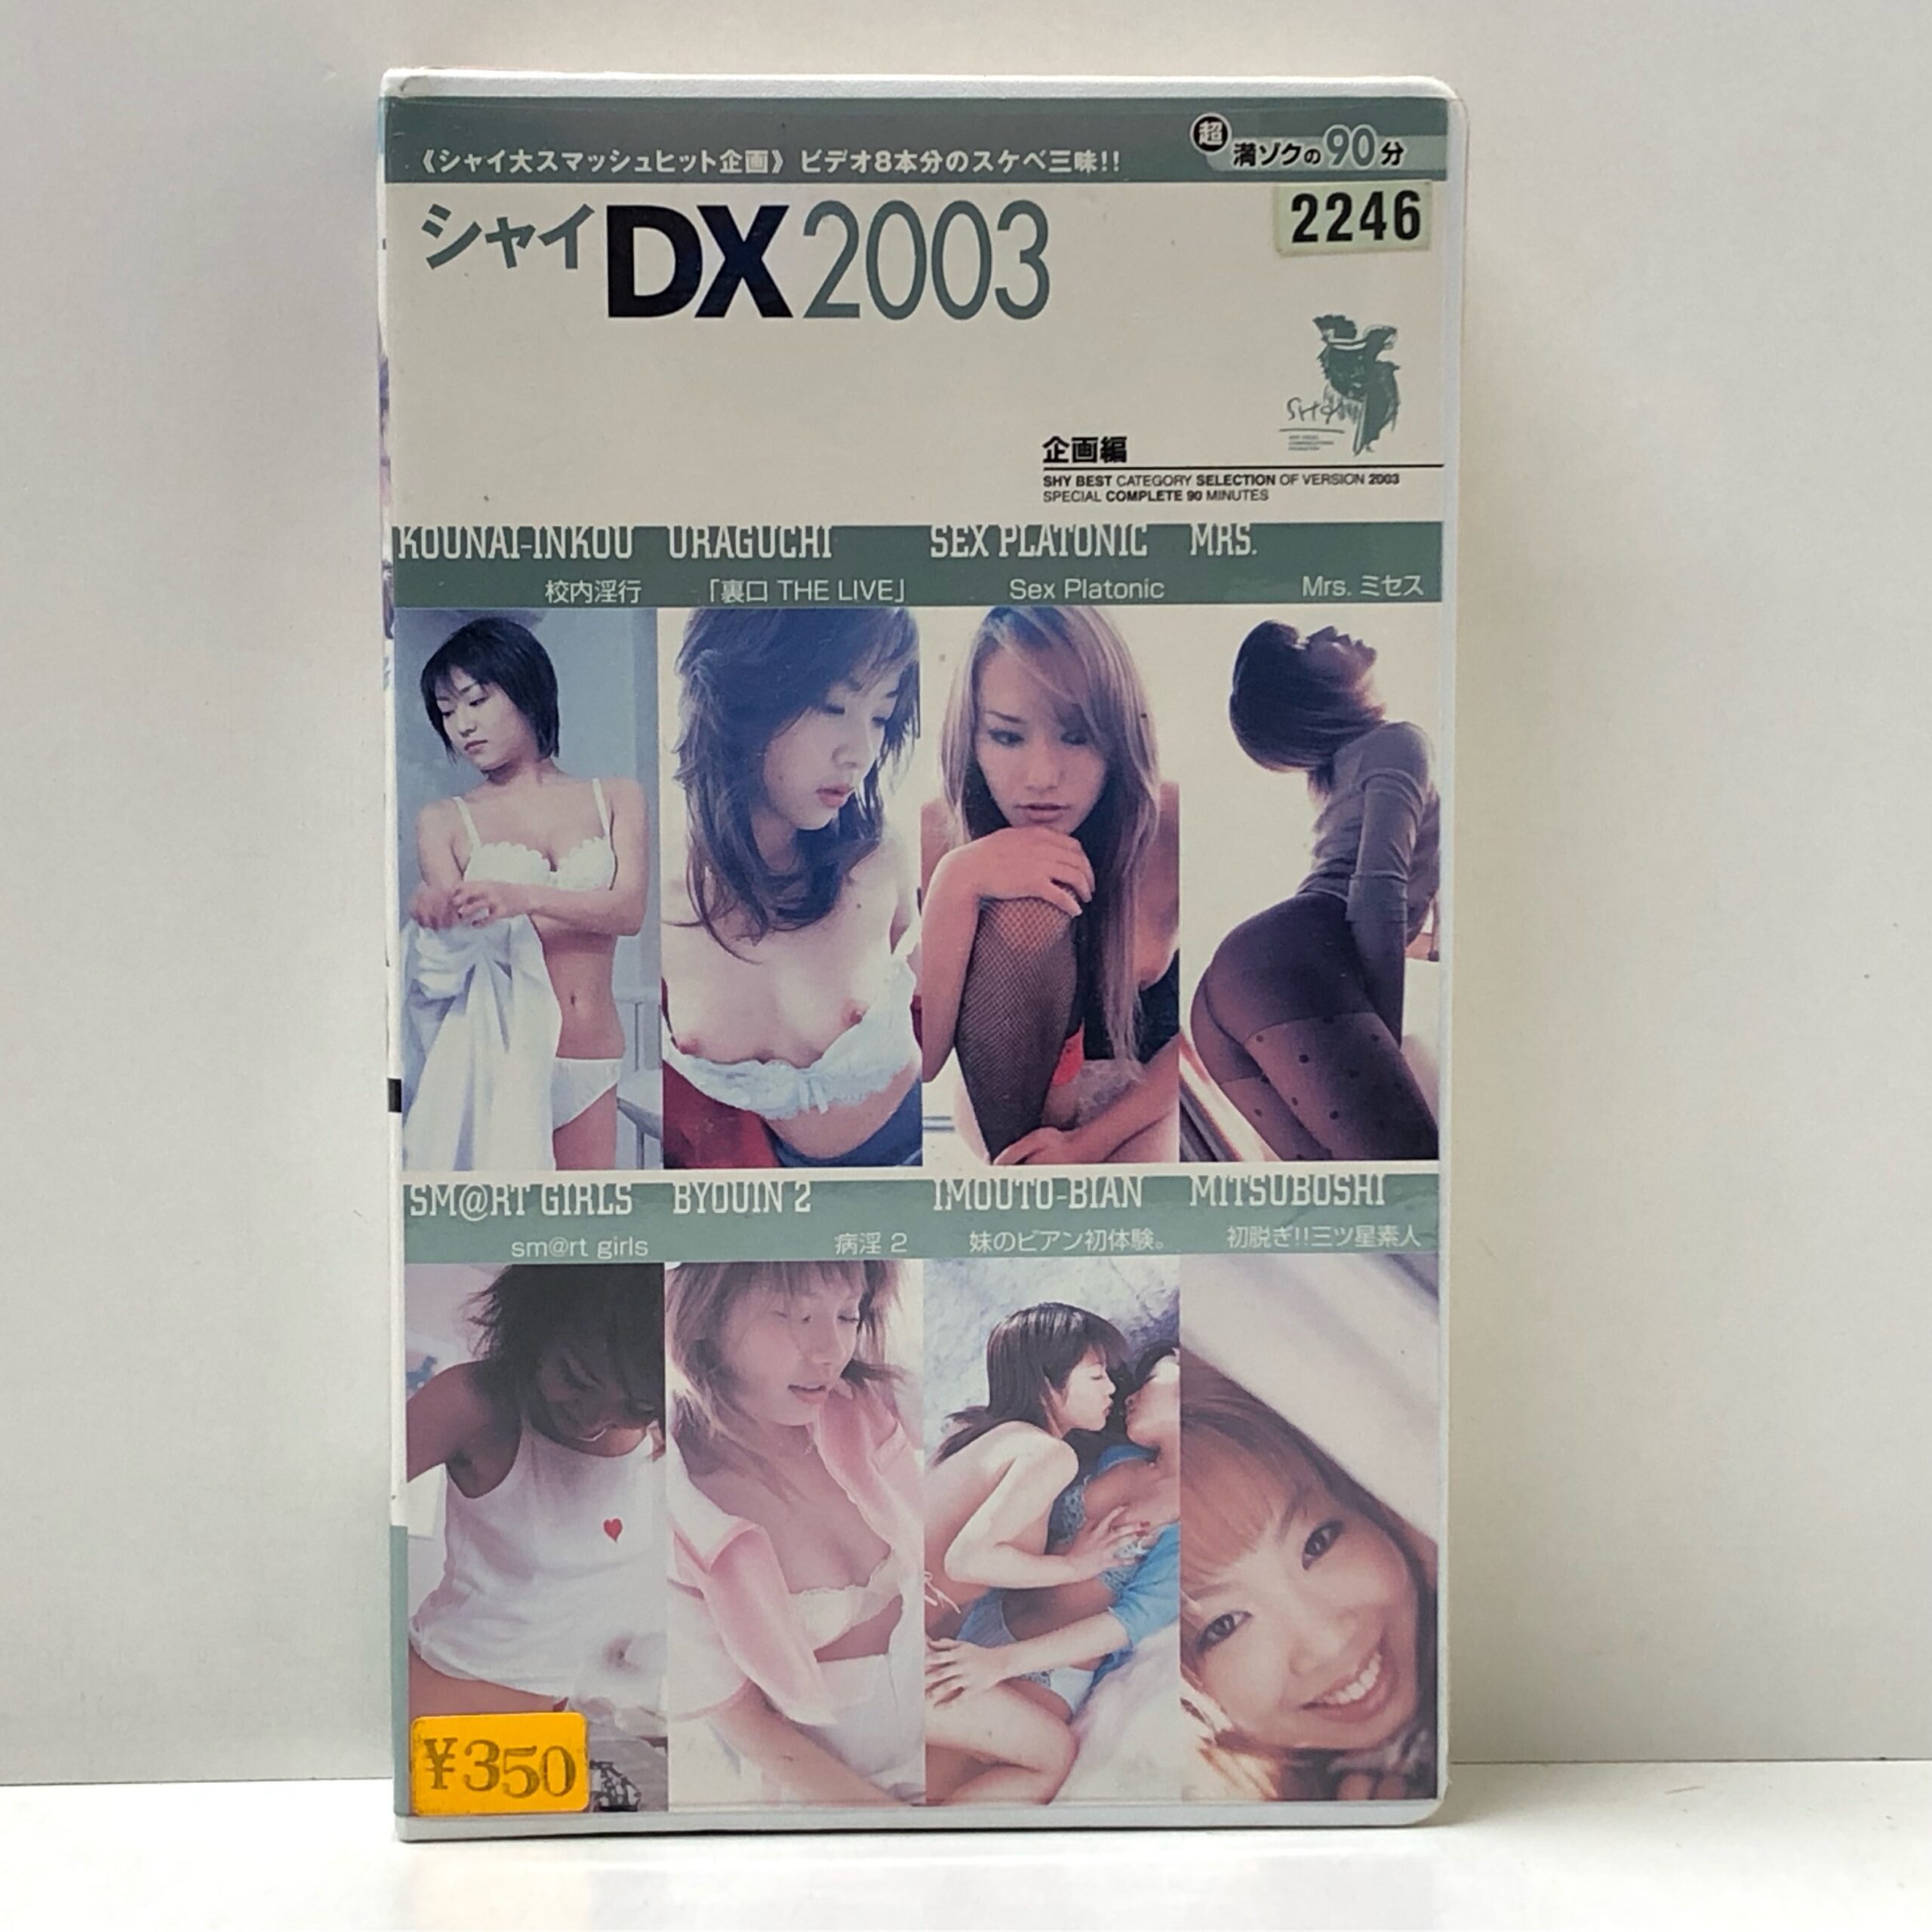 《シャイ大スマッシュヒット企画》ビデオ8本分のスケベ三昧!!
超満ゾクの90分
2246
シャイDX2003
SHY
企画編
SHY BEST CATEGORY SELECTION OF VERSION 2003
SPECIAL COMPLETE 90 MINUTES
KOUNAI-INKOU URAGUCHI SEX PLATONIC MRS.
校内淫行 「裏口 THE LIVE」 Sex Platonic Mrs. ミセス
SM@RT GIRLS BYOUIN 2 IMOUTO-BIAN MITSUBOSHI
sm@rt girls 病淫 2 妹のビアン初体験。 初脱ぎ!!三ツ星素人
¥350